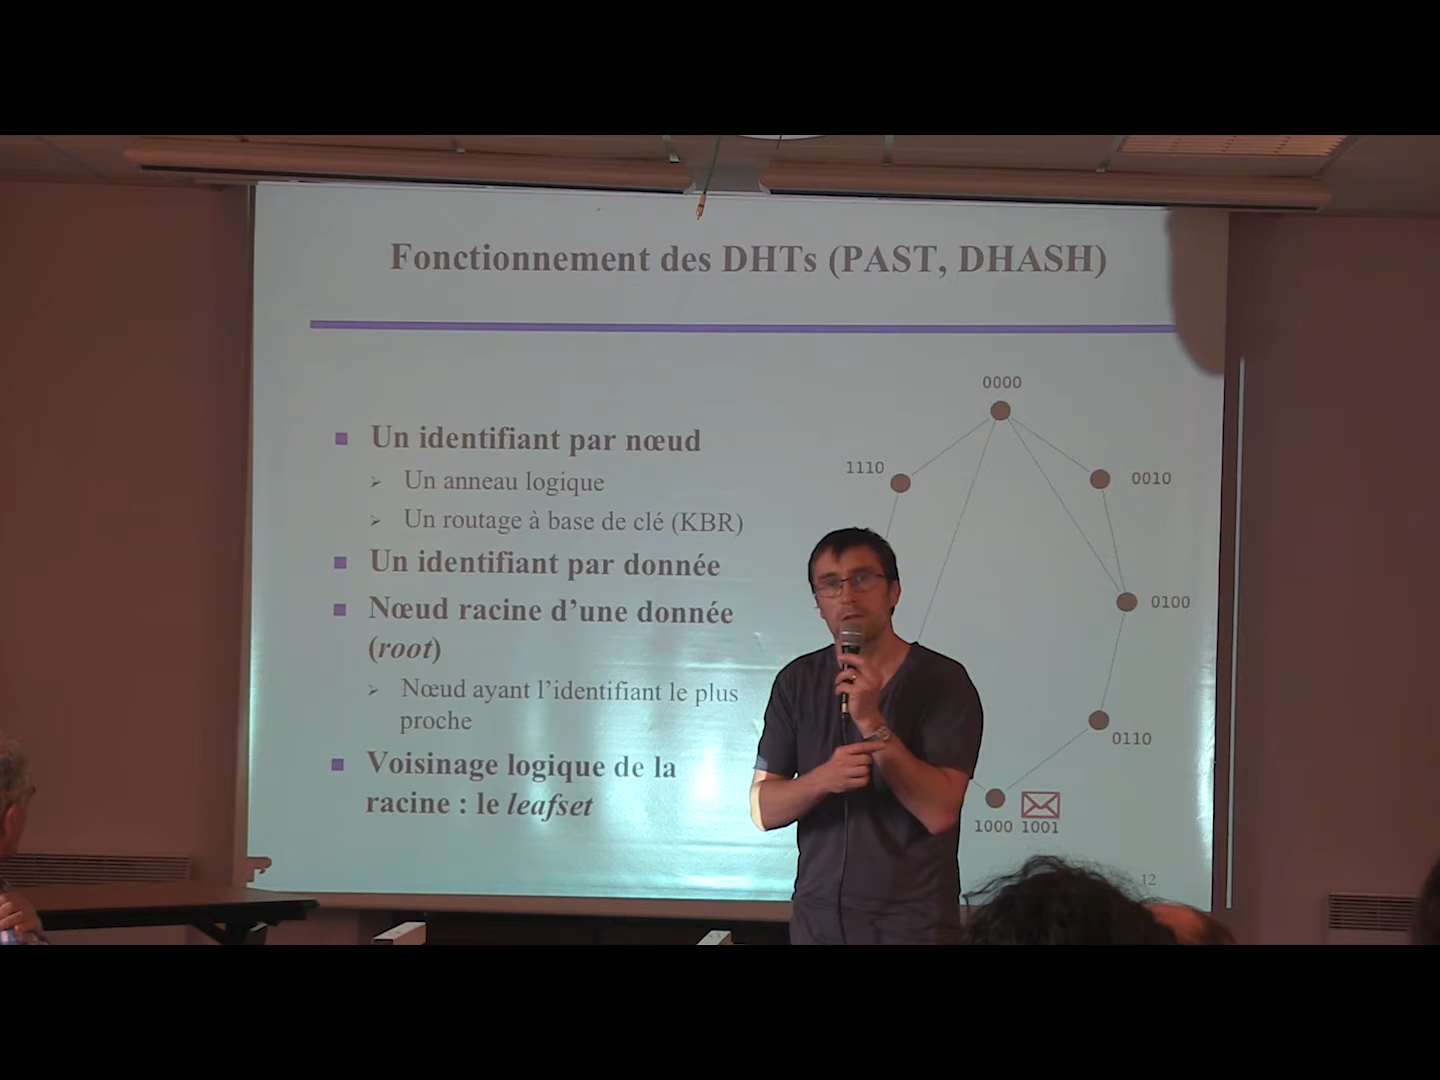 Fonctionnement des DHTs (PAST, DHASH)
Un identifiant par nœud
Un anneau logique
Un routage à base de clé (KBR)
Un identifiant par donnée
Nœud racine d’une donnée
(root)
Nœud ayant l’identifiant le plus
proche
Voisinage logique de la
racine : le leafset
0000
1110
0010
0100
0110
1000 1001
12